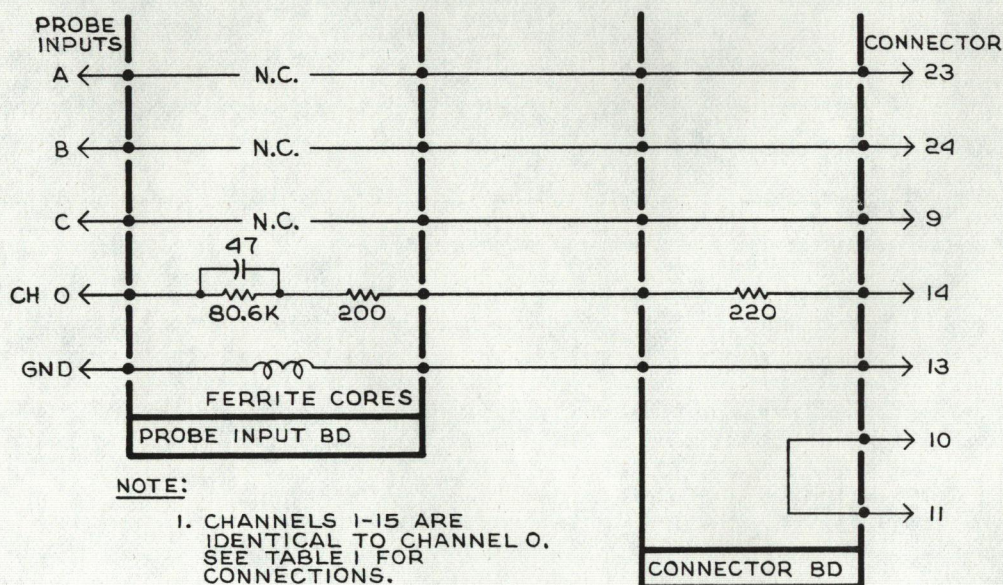 PROBE
INPUTS
CONNECTOR
A N.C. 23
B N.C. 24
C N.C. 9
47
CH 0 14
80.6K 200 220
GND 13
FERRITE CORES
PROBE INPUT BD
10
NOTE:
11
1. CHANNELS 1-15 ARE
IDENTICAL TO CHANNEL 0.
SEE TABLE 1 FOR
CONNECTIONS.
CONNECTOR BD